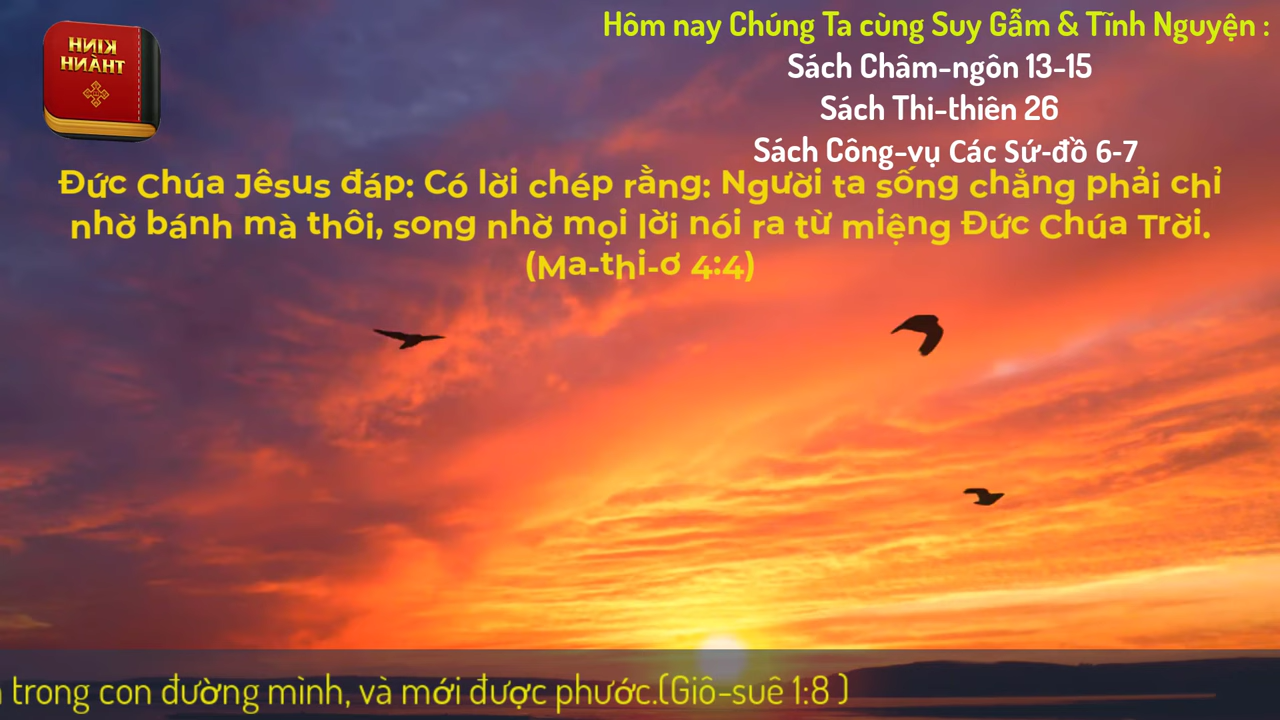 KINH
THÀNH
Hôm nay Chúng Ta cùng Suy Gẫm & Tĩnh Nguyện :
Sách Châm-ngôn 13-15
Sách Thi-thiên 26
Sách Công-vụ Các Sứ-đồ 6-7
Đức Chúa Jêsus đáp: Có lời chép rằng: Người ta sống chẳng phải chỉ
nhờ bánh mà thôi, song nhờ mọi lời nói ra từ miệng Đức Chúa Trời.
(Ma-thi-ơ 4:4)
trong con đường mình, và mới được phước.(Giô-suê 1:8 )